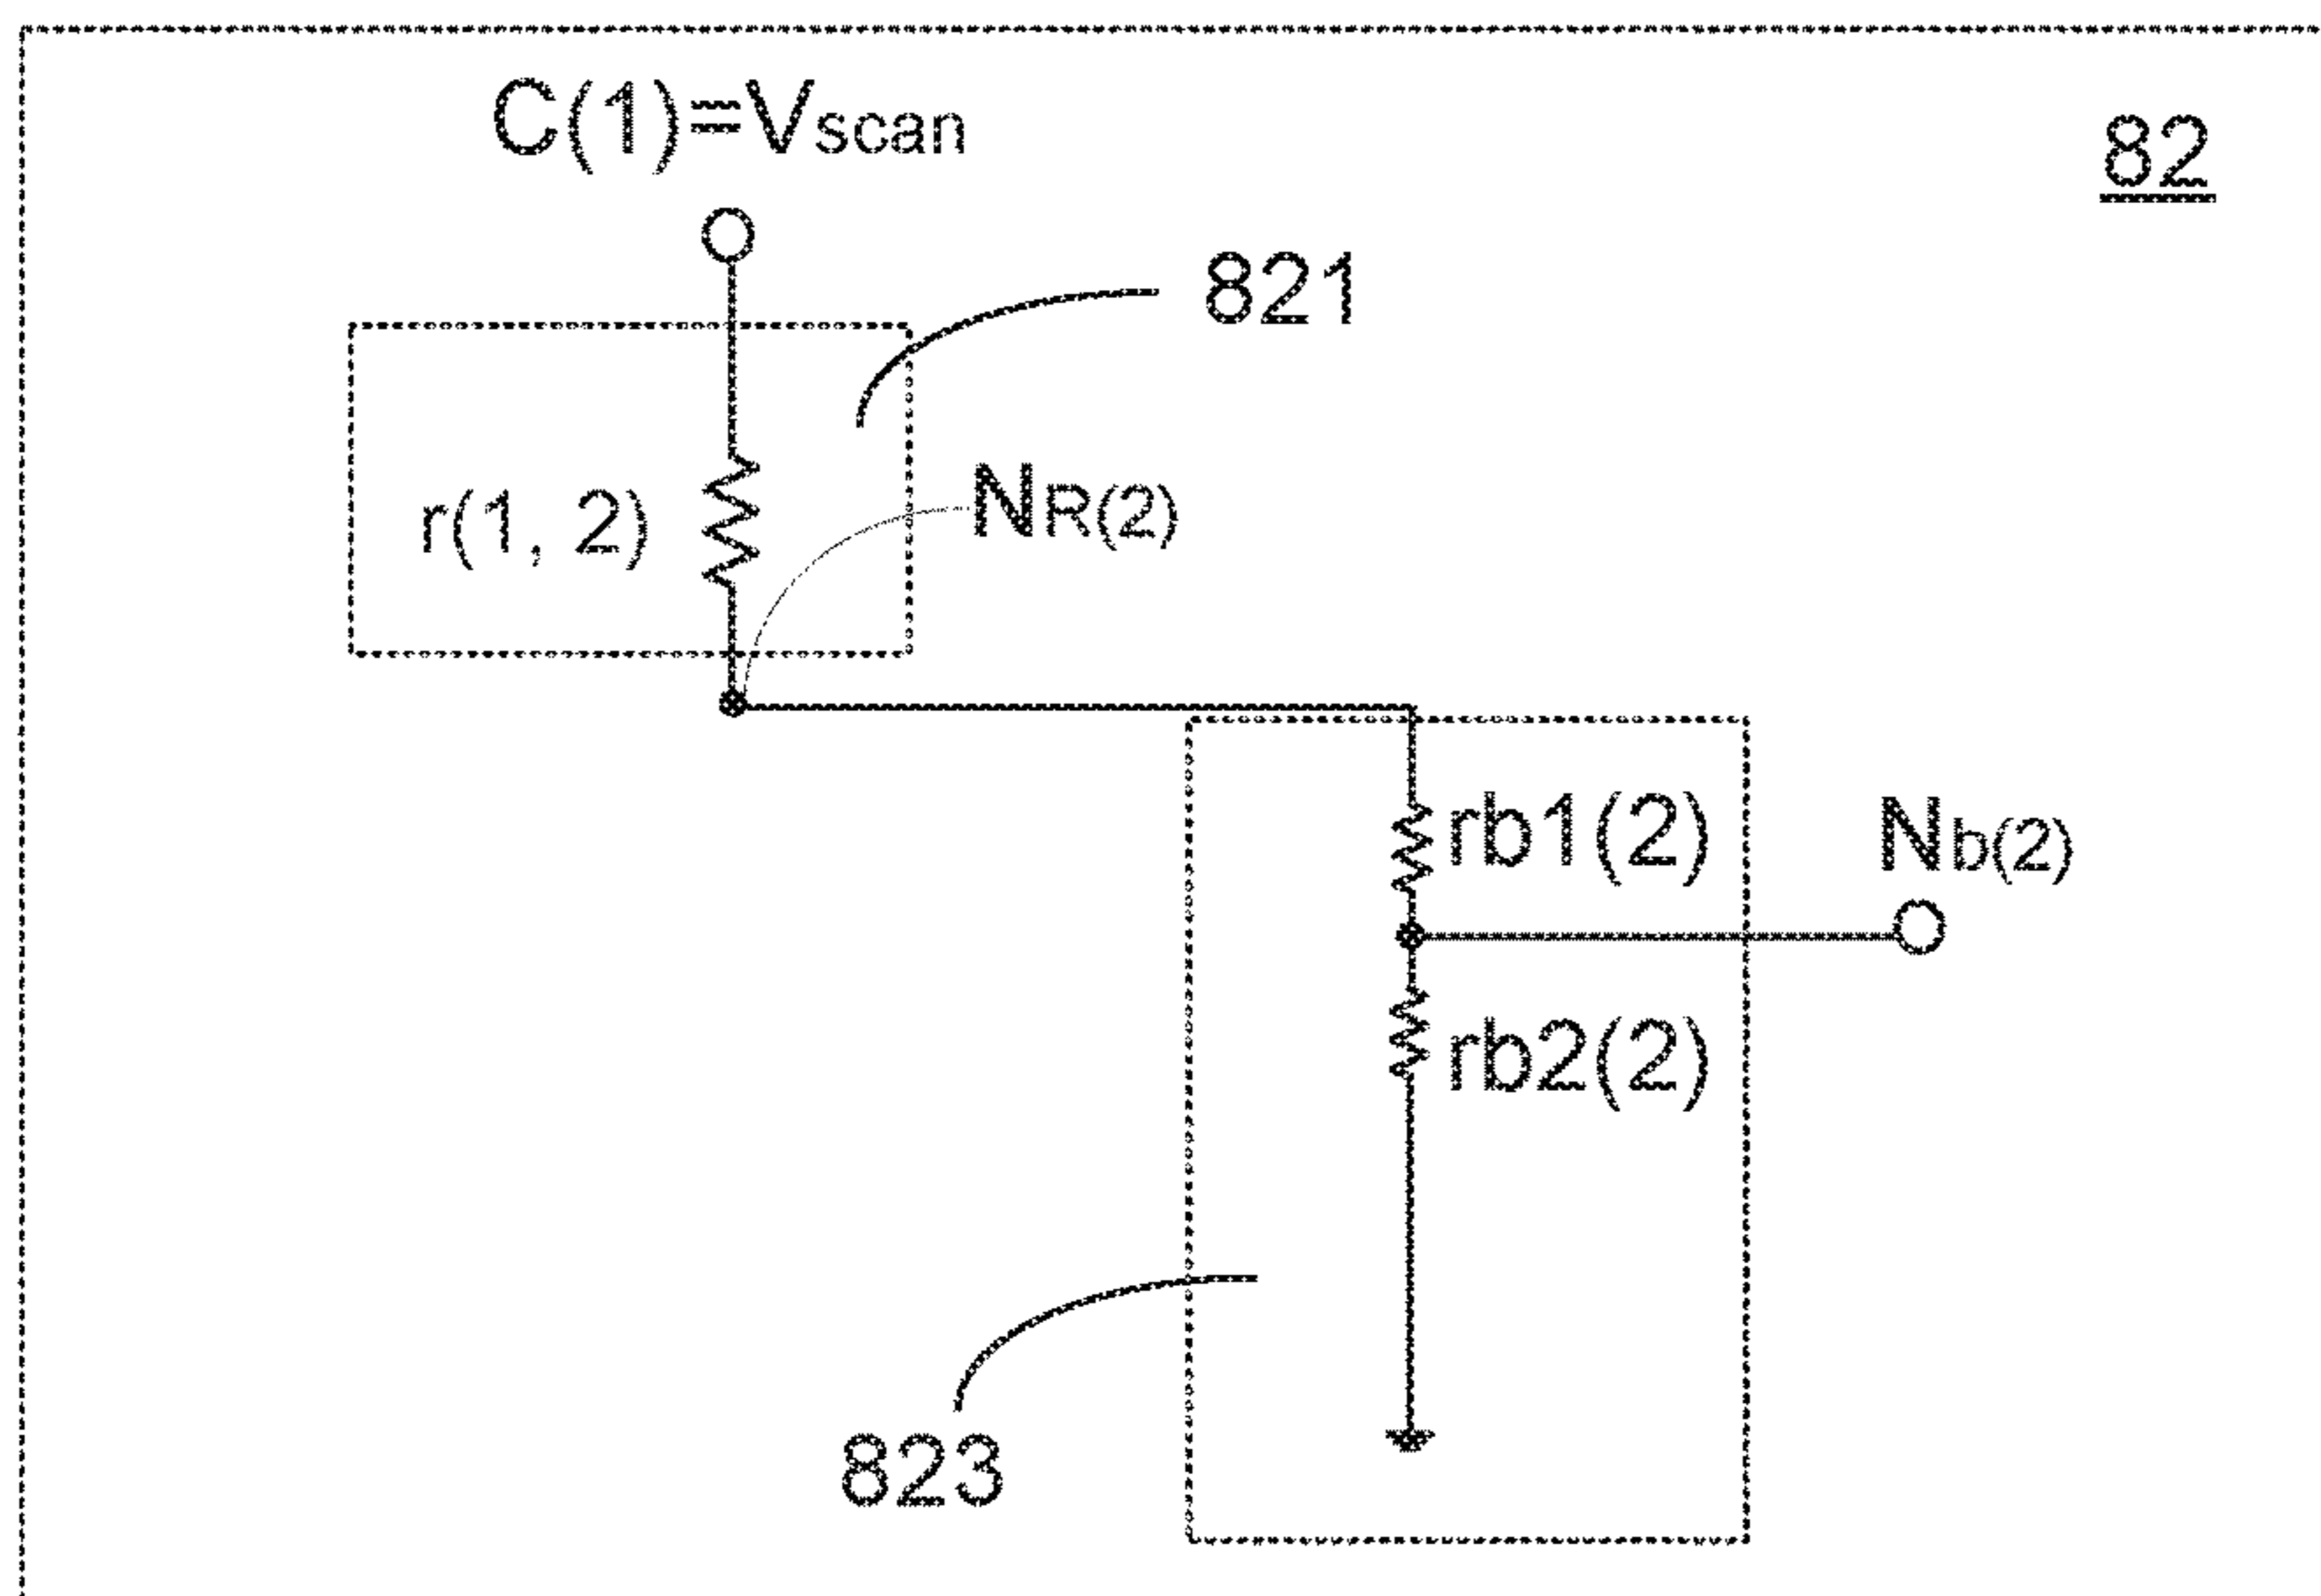 C(1)=Vscan
82
821
r(1, 2)
NR(2)
rb1(2)
Nb(2)
rb2(2)
823